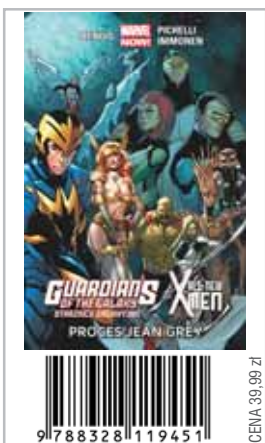 BENDIS MARVEL NOW! PICHELLI
IMMONEN
GUARDIANS
OF THE GALAXY
STRAŻNICY GALAKTYKI
ALL-NEW
X-MEN
PROCES JEAN GREY
9 788328 119451
CENA 39,99 zł